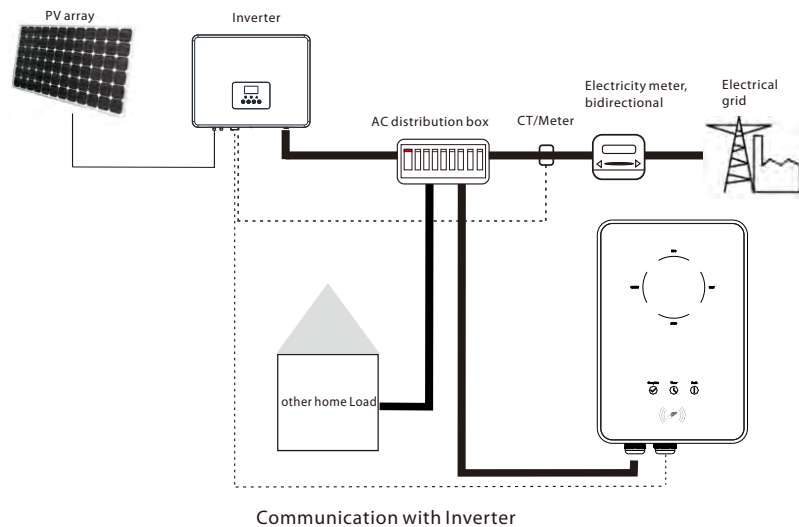 PV array
Inverter
Electricity meter,
bidirectional
Electrical
grid
AC distribution box
CT/Meter
other home Load
Communication with Inverter